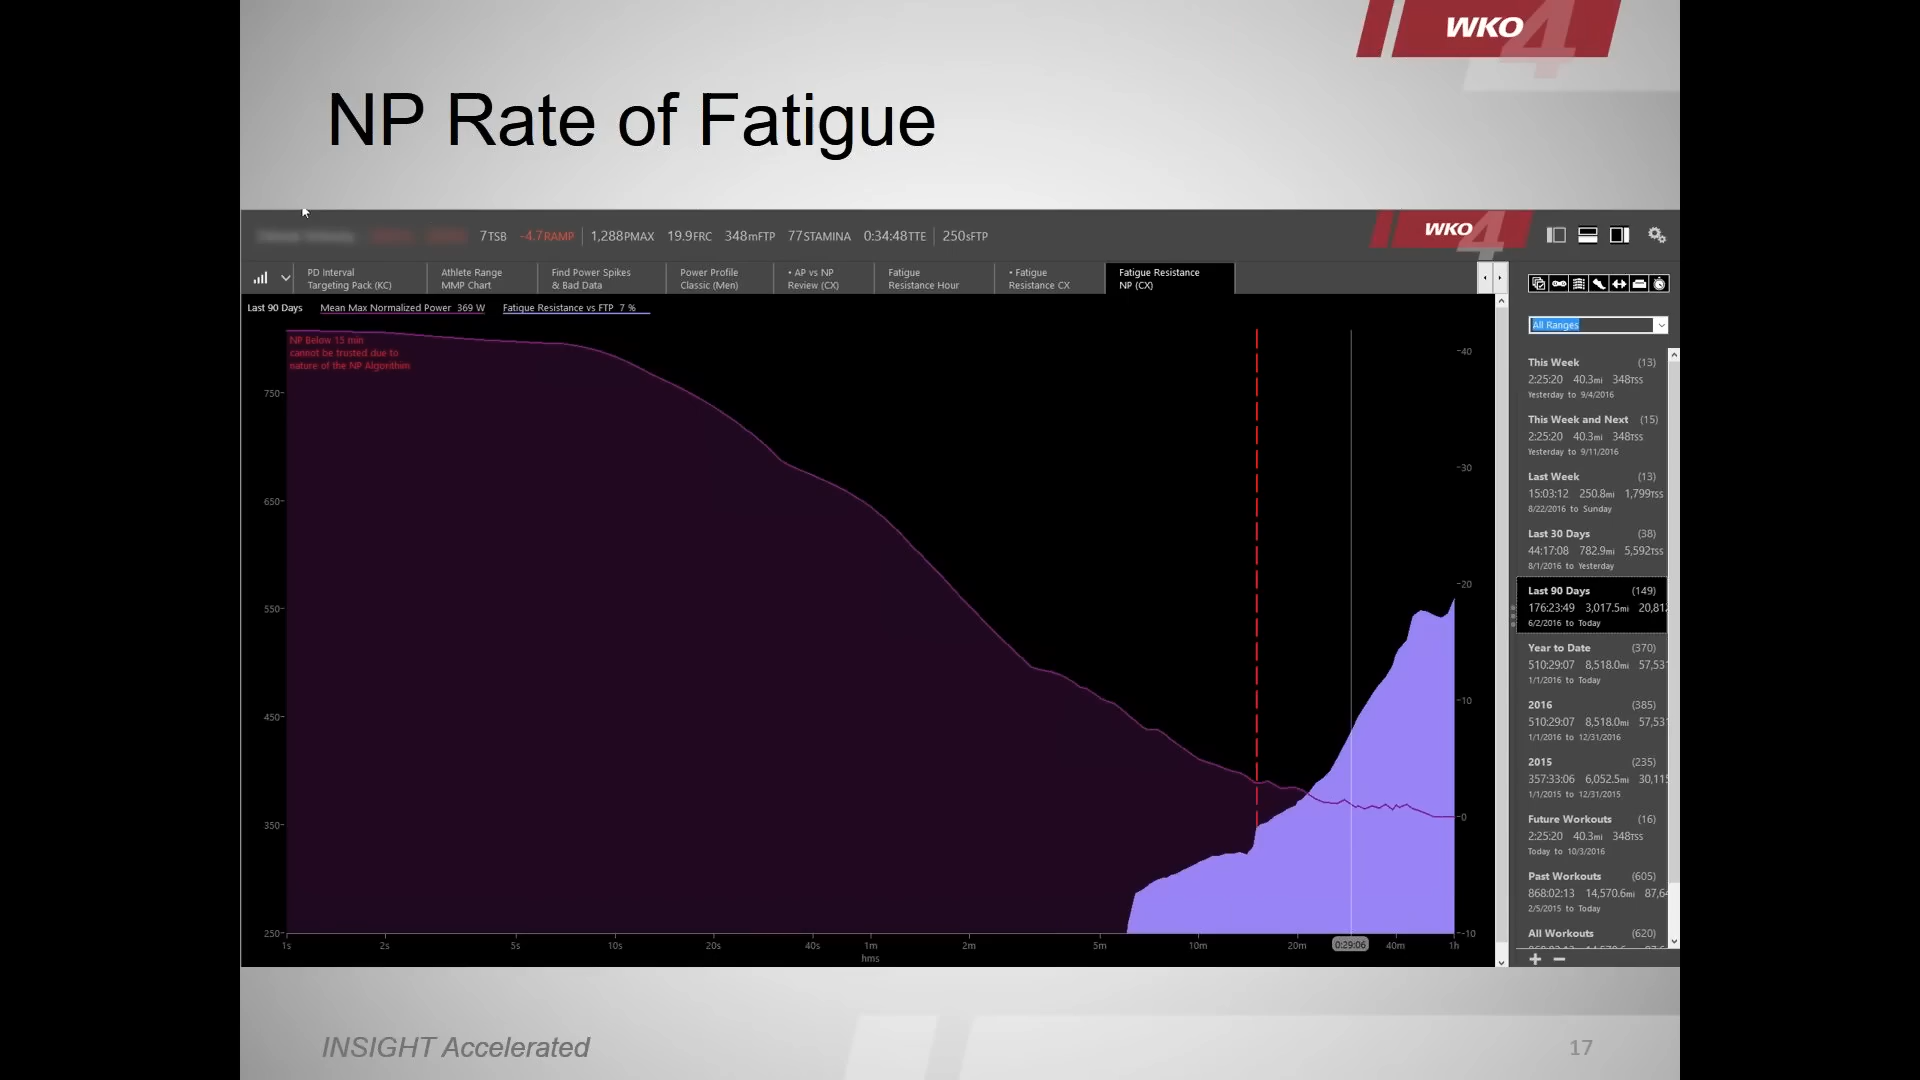 WKO 4
NP Rate of Fatigue
7TSB -4.7RAMP 1,288PMAX 19.9FRC 348mFTP 77STAMINA 0:34:48TTE 250sFTP
WKO 4
PD Interval
Targeting Pack (KC)
Athlete Range
MMP Chart
Find Power Spikes
& Bad Data
Power Profile
Classic (Men)
• AP vs NP
Review (CX)
Fatigue
Resistance Hour
• Fatigue
Resistance CX
Fatigue Resistance
NP (CX)
Last 90 Days Mean Max Normalized Power 369 W Fatigue Resistance vs FTP 7 %
NP Below 15 min
cannot be trusted due to
nature of the NP Algorithim
750
650
550
450
350
250
40
30
20
10
0
-10
1s 2s 5s 10s 20s 40s 1m 2m 5m 10m 20m 0:29:06 40m 1h
hms
All Ranges
This Week (13)
2:25:20 40.3mi 348TSS
Yesterday to 9/4/2016
This Week and Next (15)
2:25:20 40.3mi 348TSS
Yesterday to 9/11/2016
Last Week (13)
15:03:12 250.8mi 1,799TSS
8/22/2016 to Sunday
Last 30 Days (38)
44:17:08 782.9mi 5,592TSS
8/1/2016 to Yesterday
Last 90 Days (149)
176:23:49 3,017.5mi 20,81
6/2/2016 to Today
Year to Date (370)
510:29:07 8,518.0mi 57,531
1/1/2016 to Today
2016 (385)
510:29:07 8,518.0mi 57,531
1/1/2016 to 12/31/2016
2015 (235)
357:33:06 6,052.5mi 30,115
1/1/2015 to 12/31/2015
Future Workouts (16)
2:25:20 40.3mi 348TSS
Today to 10/3/2016
Past Workouts (605)
868:02:13 14,570.6mi 87,64
2/5/2015 to Today
All Workouts (620)
INSIGHT Accelerated
17